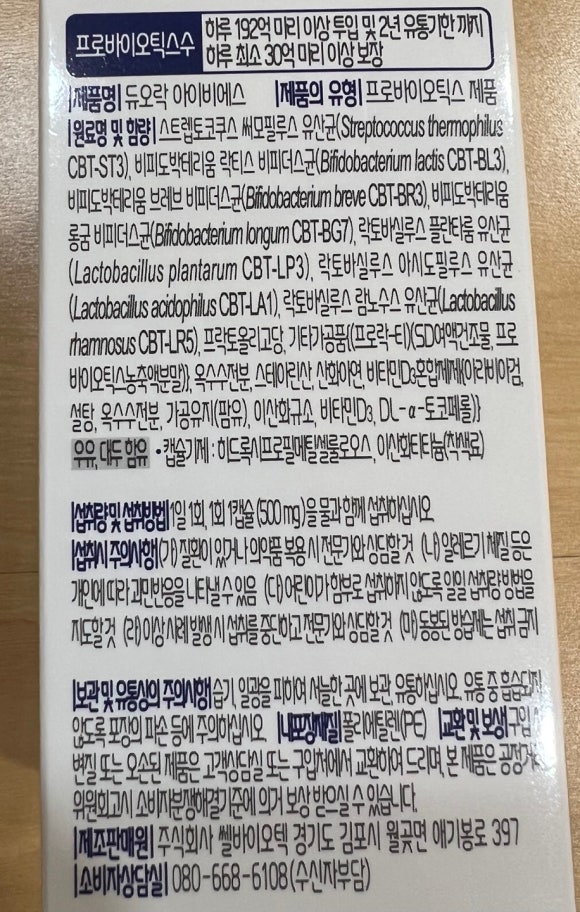 프로바이오틱스수
하루 192억 마리 이상 투입 및 2년 유통기한 까지
하루 최소 30억 마리 이상 보장
제품명 듀오락 아이비에스 제품의 유형 프로바이오틱스 제품
원료명 및 함량 스트렙토코쿠스 써모필루스 유산균(Streptococcus thermophilus
CBT-ST3), 비피도박테리움 락티스 비피더스균(Bifidobacterium lactis CBT-BL3),
비피도박테리움 브레브 비피더스균(Bifidobacterium breve CBT-BR3), 비피도박테리움
롱굼 비피더스균(Bifidobacterium longum CBT-BG7), 락토바실루스 플란타룸 유산균
(Lactobacillus plantarum CBT-LP3), 락토바실루스 아시도필루스 유산균
(Lactobacillus acidophilus CBT-LA1), 락토바실루스 람노수스 유산균(Lactobacillus
rhamnosus CBT-LR5), 프락토올리고당, 기타가공품{(프로락-티)(SD여액건조물, 프로
바이오틱스농축액분말)}, 옥수수전분, 스테아린산, 산화아연, 비타민D3혼합제제{아라비아검,
설탕, 옥수수전분, 가공유지(팜유), 이산화규소, 비타민D3, DL-α-토코페롤)}
우유, 대두 함유 •캡슐기제 : 히드록시프로필메틸셀룰로오스, 이산화티타늄(착색료)
섭취량 및 섭취방법 1일 1회, 1회 1캡슐(500mg)을 물과 함께 섭취하십시오
섭취시 주의사항 (가) 질환이 있거나 의약품 복용 시 전문가와 상담할 것 (나) 알레르기 체질 등은
개인에 따라 과민반응을 나타낼 수 있음 (다) 어린이가 함부로 섭취하지 않도록 일일 섭취량 방법을
지도할 것 (라) 이상사례 발생 시 섭취를 중단하고 전문가와 상담할 것 (마) 동봉된 방습제는 섭취 금지
보관 및 유통상의 주의사항 습기, 일광을 피하여 서늘한 곳에 보관, 유통하십시오. 유통 중 흡습되지
않도록 포장의 파손 등에 주의하십시오 내포장재질 폴리에틸렌(PE) 교환 및 보상 구입
변질 또는 오손된 제품은 고객상담실 또는 구입처에서 교환하여 드리며, 본 제품은 공정거
위원회고시 소비자분쟁해결기준에 의거 보상 받으실 수 있습니다.
제조판매원 주식회사 쎌바이오텍 경기도 김포시 월곶면 애기봉로 397
소비자상담실 080-668-6108(수신자부담)